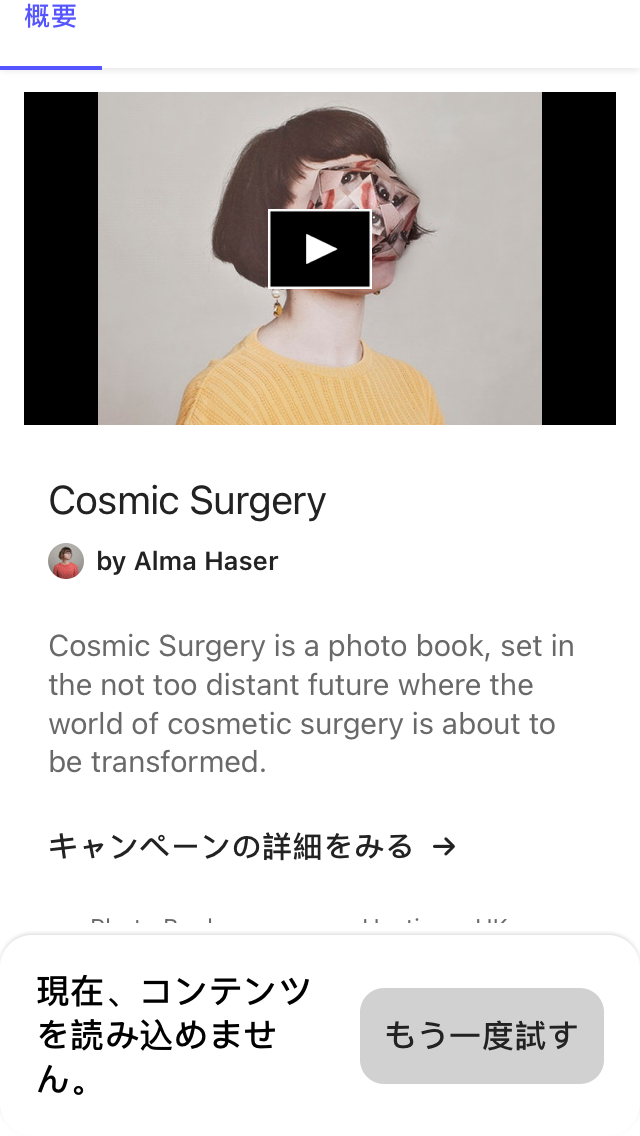 概要
Cosmic Surgery
by Alma Haser
Cosmic Surgery is a photo book, set in
the not too distant future where the
world of cosmetic surgery is about to
be transformed.
キャンペーンの詳細をみる →
現在、コンテンツ
を読み込めませ
ん。
もう一度試す